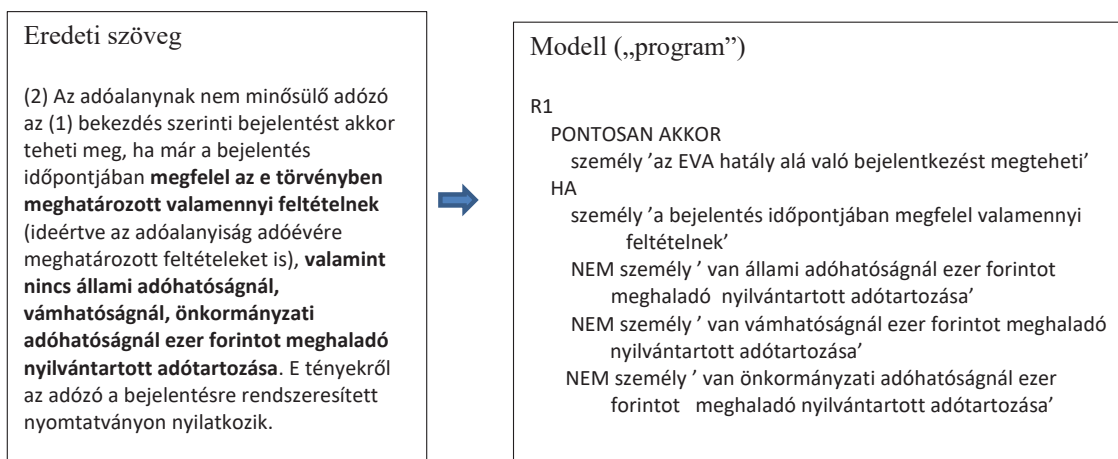 Eredeti szöveg
(2) Az adóalanynak nem minősülő adózó
az (1) bekezdés szerinti bejelentést akkor
teheti meg, ha már a bejelentés
időpontjában megfelel az e törvényben
meghatározott valamennyi feltételnek
(ideértve az adóalanyiság adóévére
meghatározott feltételeket is), valamint
nincs állami adóhatóságnál,
vámhatóságnál, önkormányzati
adóhatóságnál ezer forintot meghaladó
nyilvántartott adótartozása. E tényekről
az adózó a bejelentésre rendszeresített
nyomtatványon nyilatkozik.
Modell („program”)
R1
PONTOSAN AKKOR
személy ’az EVA hatály alá való bejelentkezést megteheti’
HA
személy ’a bejelentés időpontjában megfelel valamennyi
feltételnek’
NEM személy ’ van állami adóhatóságnál ezer forintot
meghaladó nyilvántartott adótartozása’
NEM személy ’ van vámhatóságnál ezer forintot meghaladó
nyilvántartott adótartozása’
NEM személy ’ van önkormányzati adóhatóságnál ezer
forintot meghaladó nyilvántartott adótartozása’